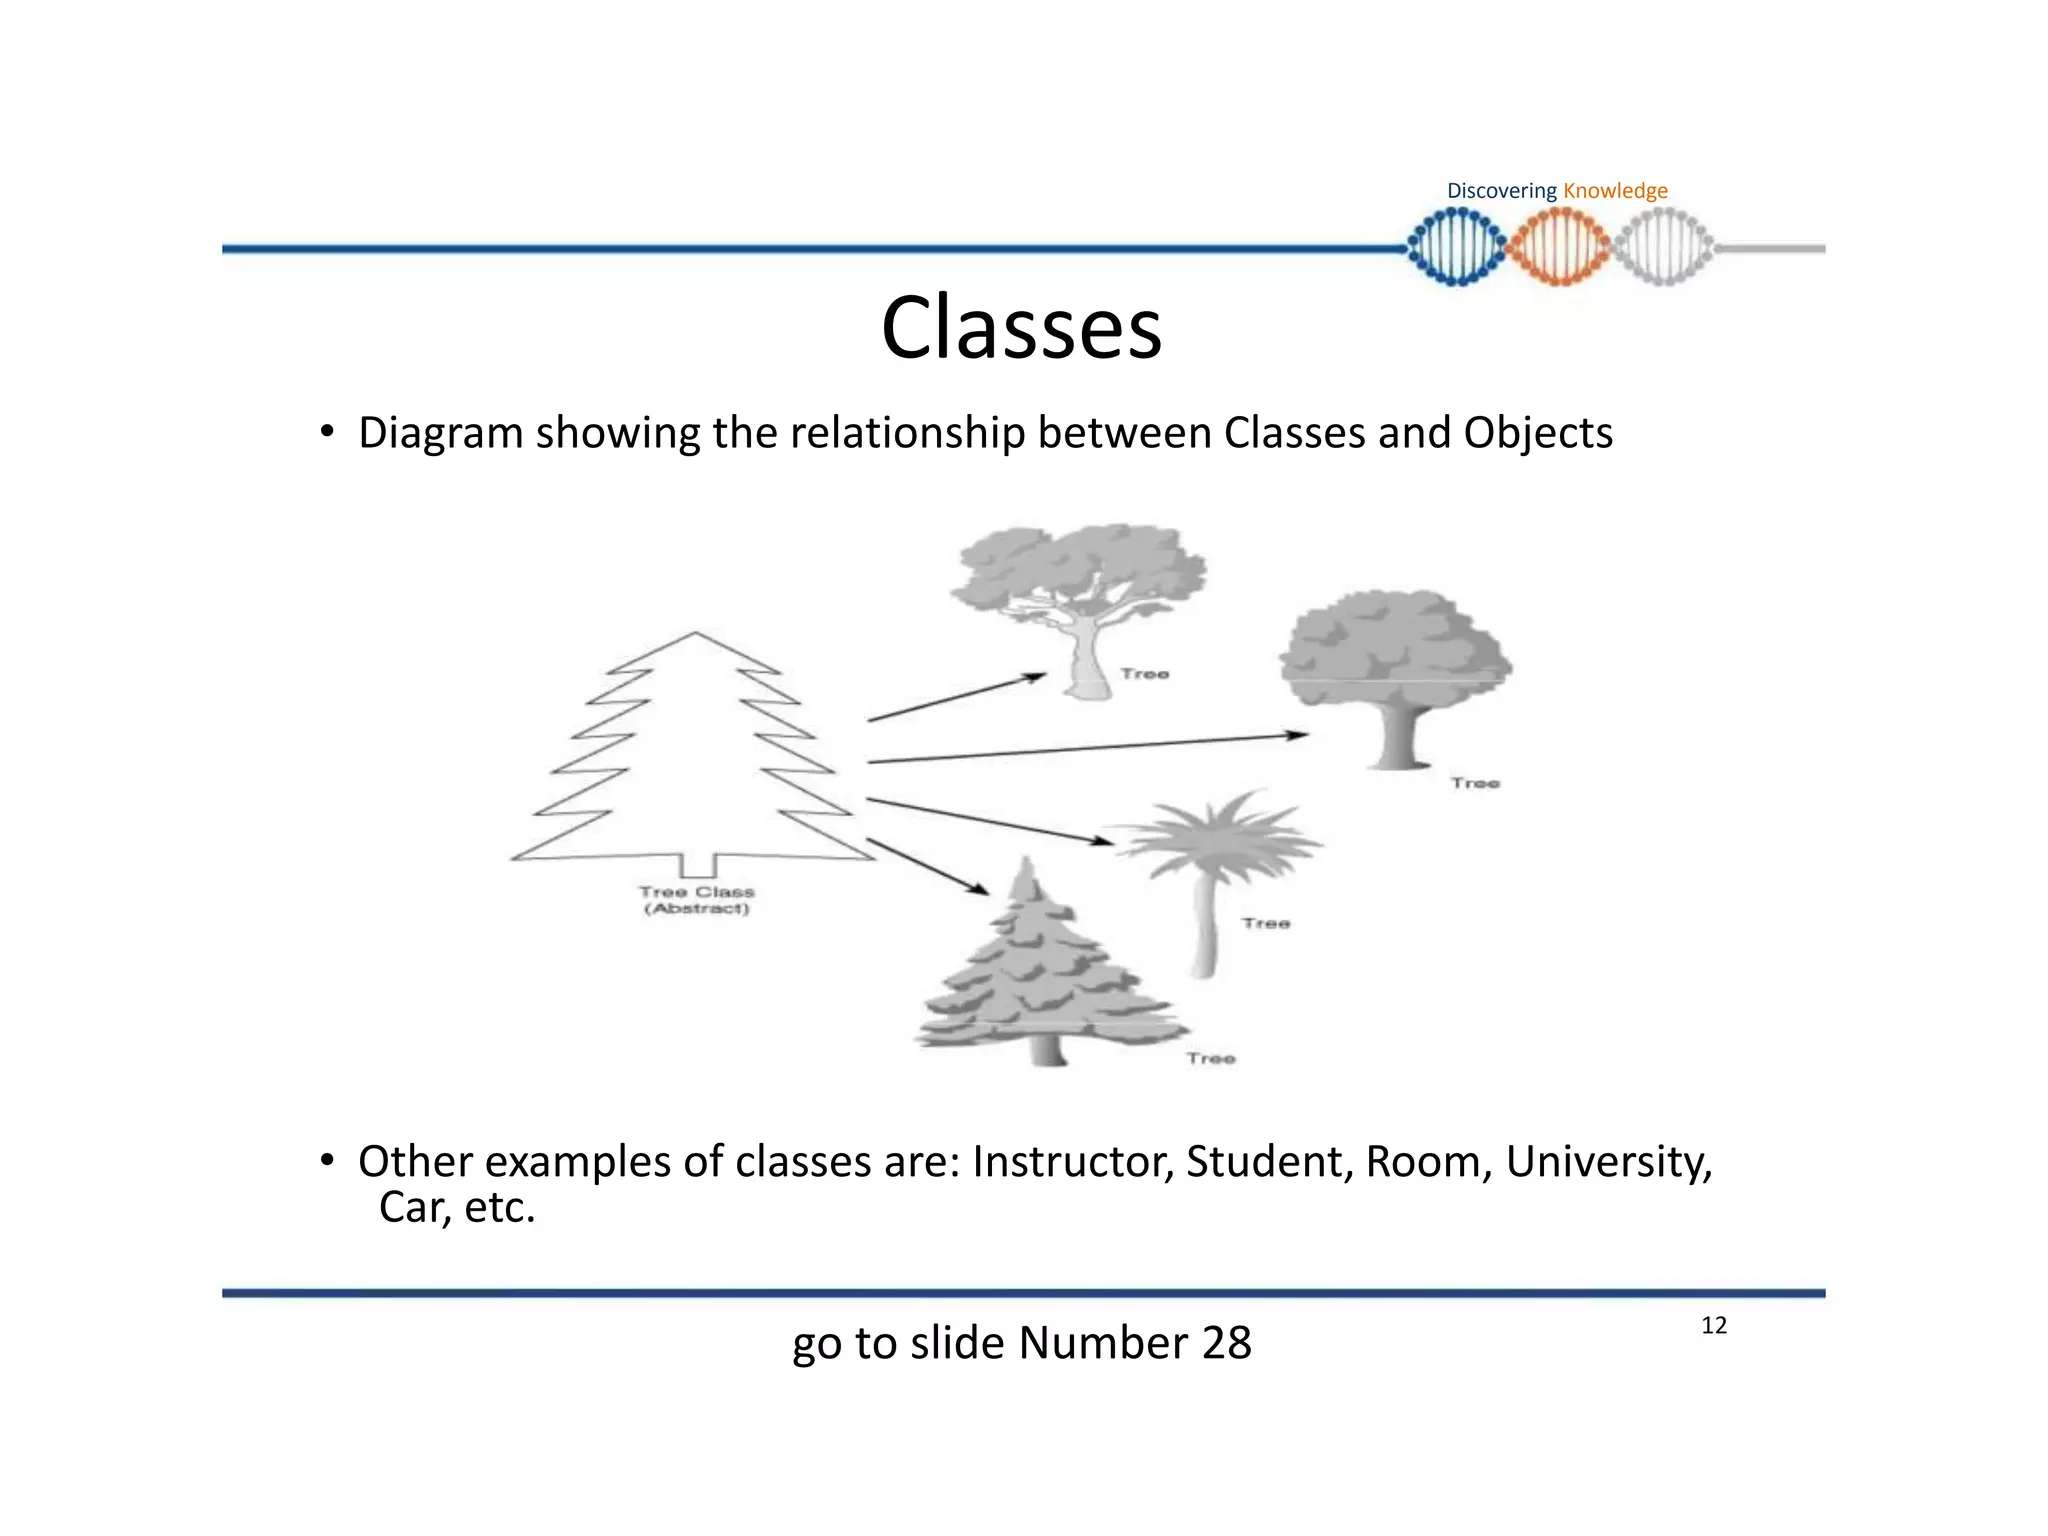 Discovering Knowledge
Classes
• Diagram showing the relationship between Classes and Objects
Tree
Tree
Tree Class
(Abstract)
Tree
Tree
• Other examples of classes are: Instructor, Student, Room, University,
Car, etc.
12
go to slide Number 28